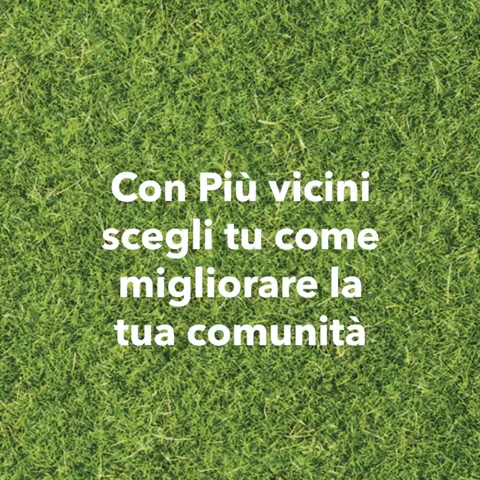 Con Più vicini
scegli tu come
migliorare la
tua comunità